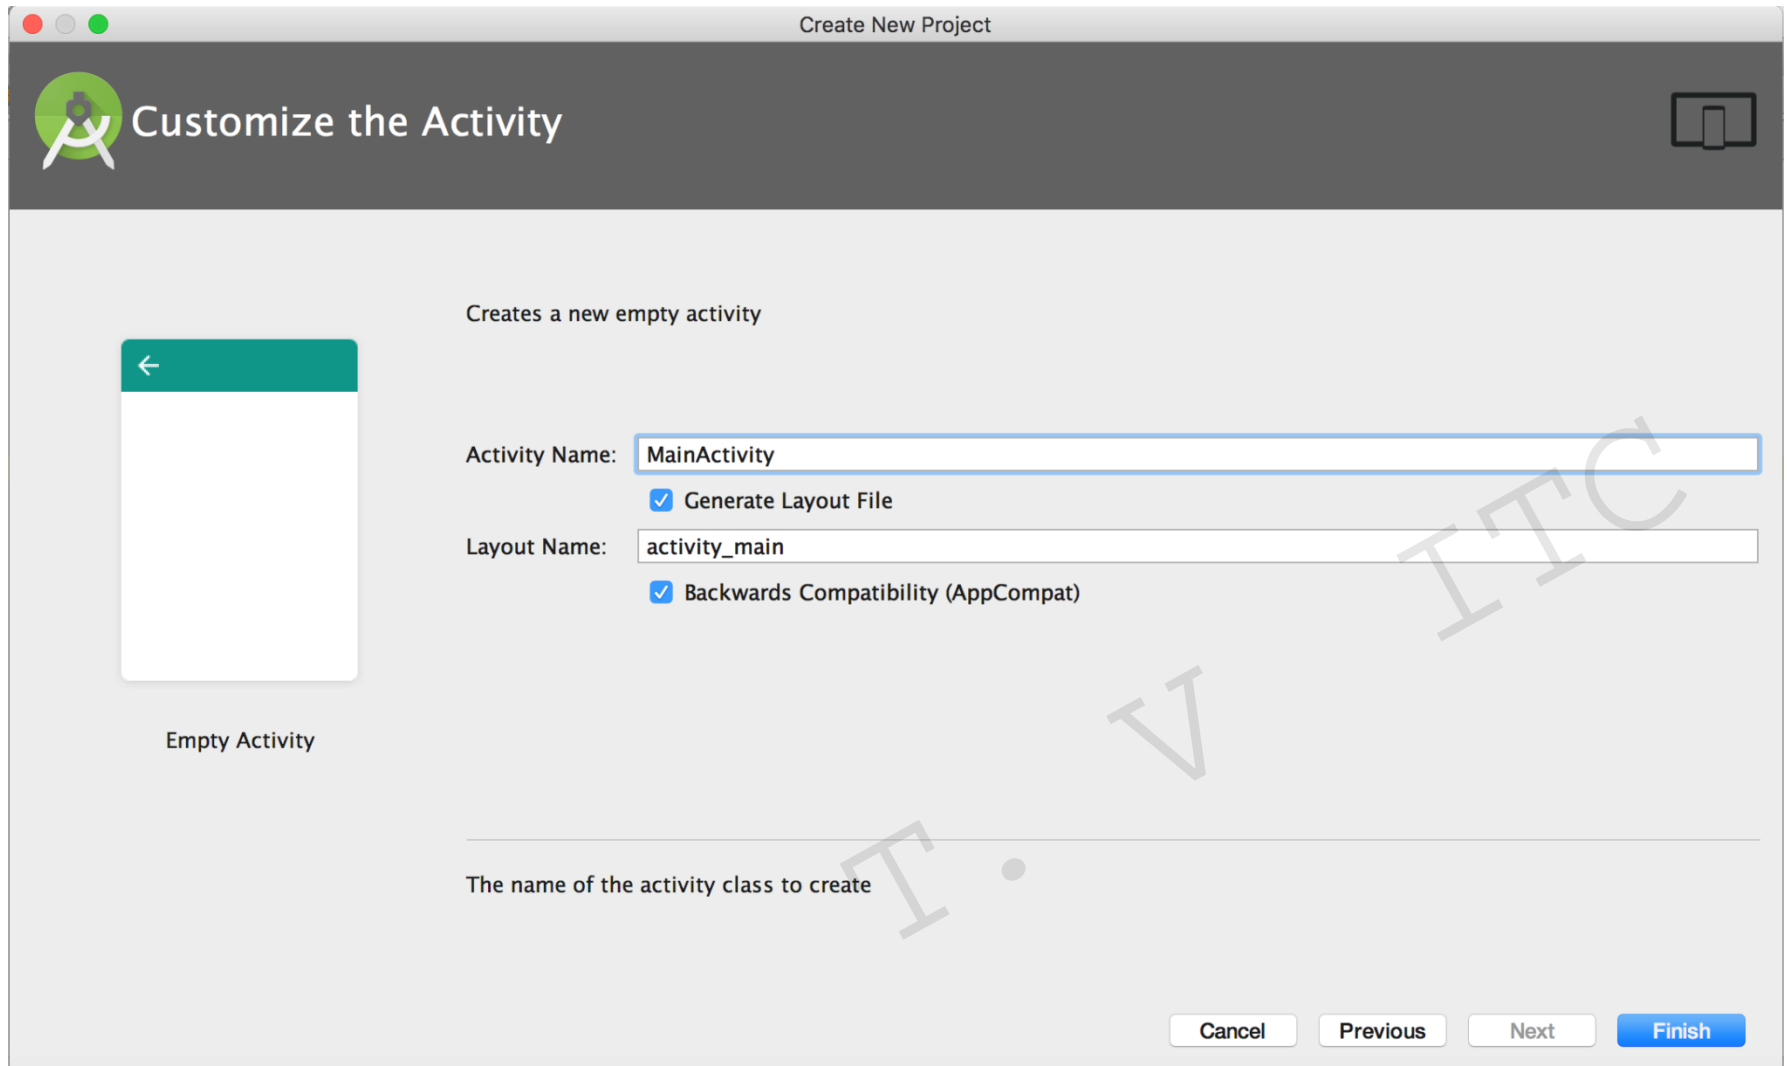 Create New Project
Customize the Activity
Creates a new empty activity
Activity Name: MainActivity
Generate Layout File
Layout Name: activity_main
Backwards Compatibility (AppCompat)
Empty Activity
The name of the activity class to create
T. V ITC
Cancel Previous Next Finish